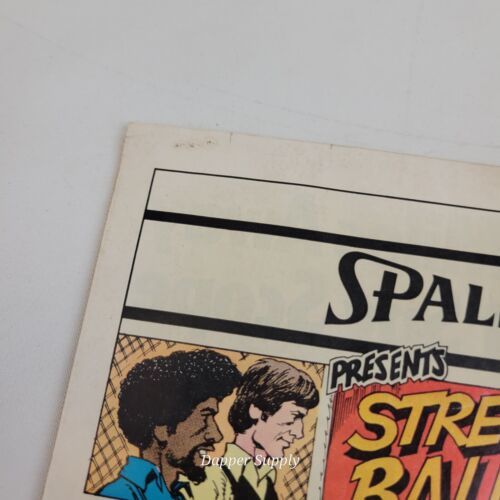 SPAL
PRESENTS
STRE
BAL
Dapper Supply